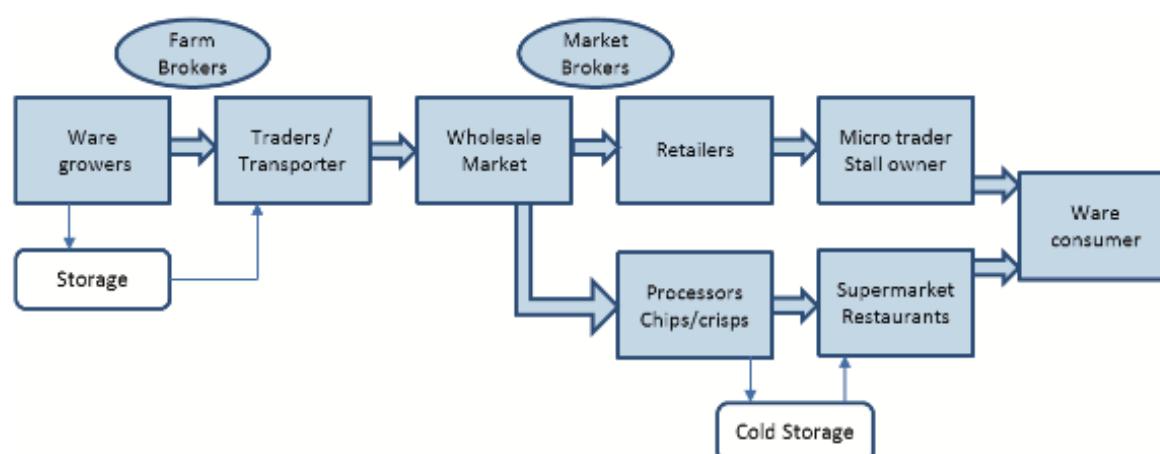 Farm
Brokers
Market
Brokers
Ware
growers
Traders /
Transporter
Wholesale
Market
Retailers
Micro trader
Stall owner
Ware
consumer
Storage
Processors
Chips/crisps
Supermarket
Restaurants
Cold Storage